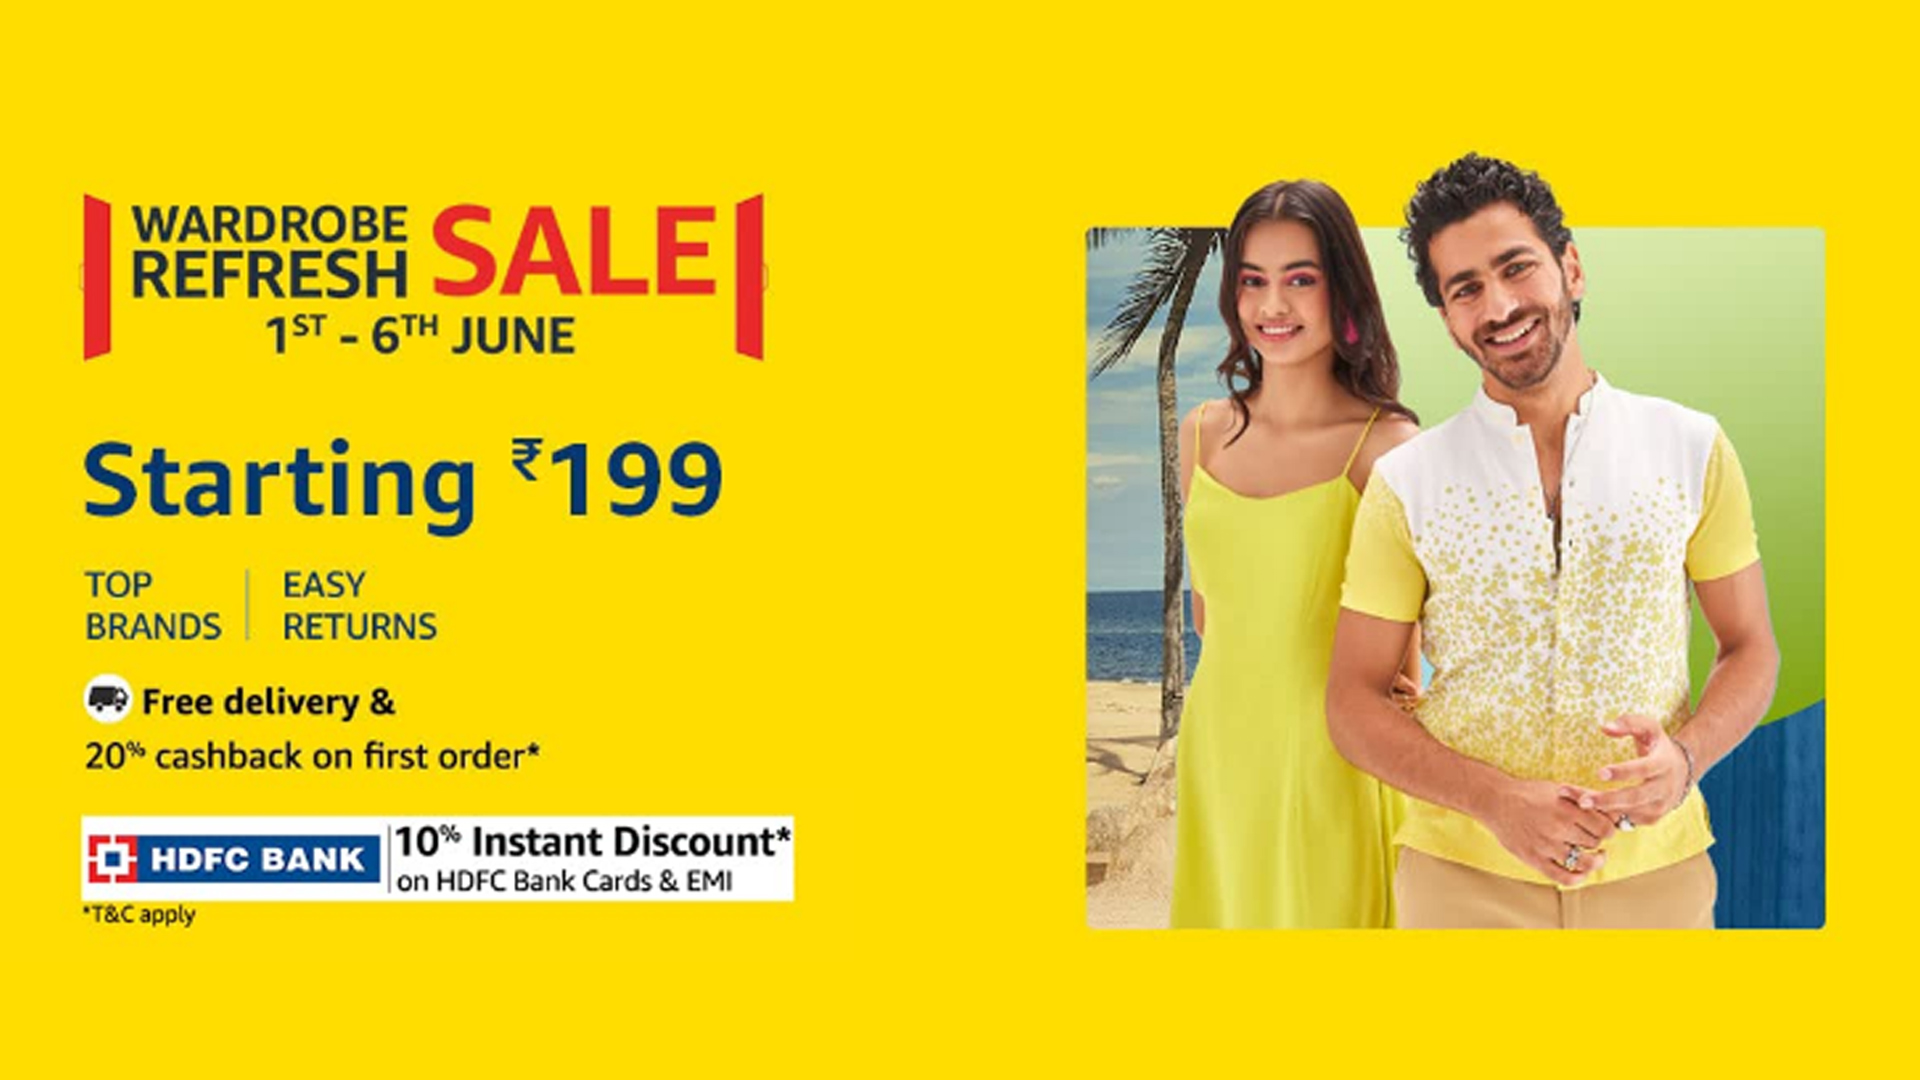 WARDROBE
REFRESH SALE
1ST - 6TH JUNE
Starting ₹199
TOP BRANDS
EASY RETURNS
Free delivery &
20% cashback on first order*
HDFC BANK
10% Instant Discount*
on HDFC Bank Cards & EMI
*T&C apply